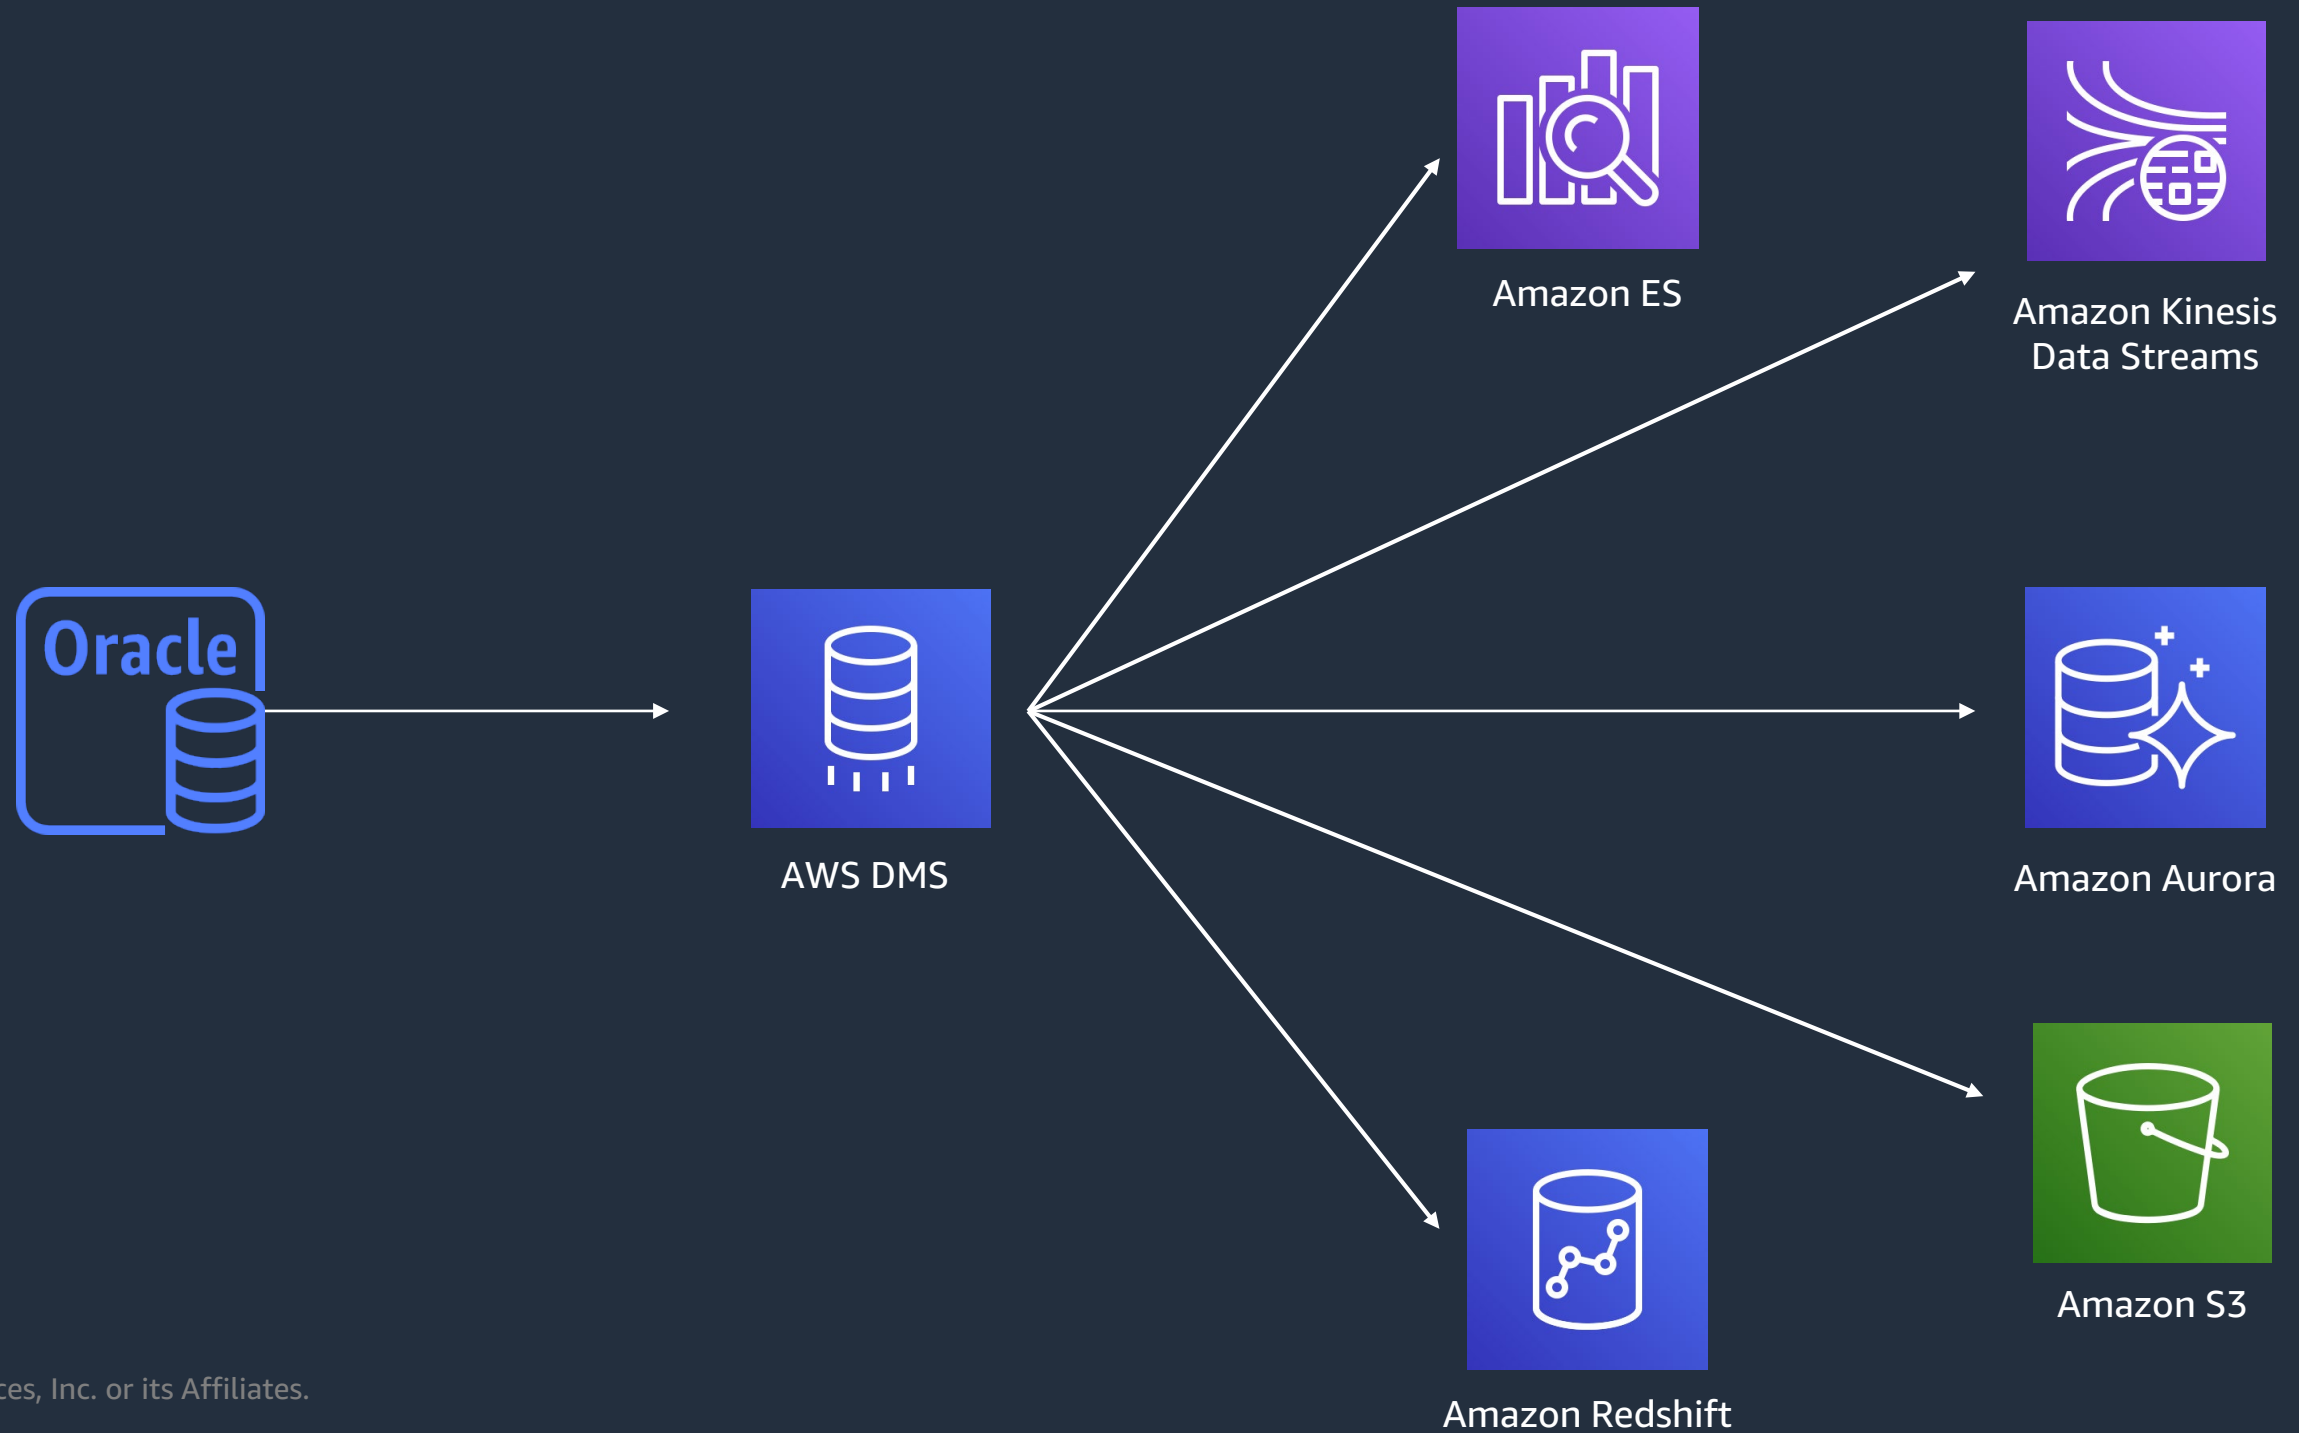 Amazon ES
Amazon Kinesis
Data Streams
Oracle
AWS DMS
Amazon Aurora
Amazon S3
Amazon Redshift
Inc. or its Affiliates.